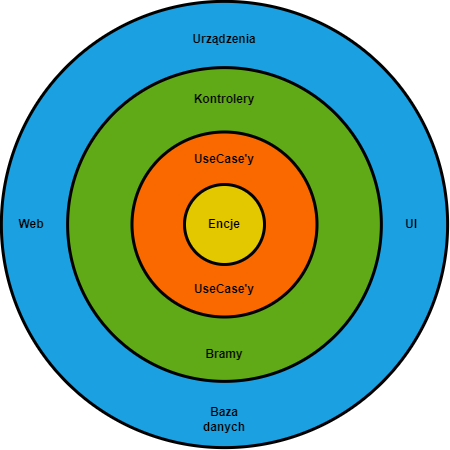 Urządzenia
Kontrolery
UseCase'y
Web
Encje
UI
UseCase'y
Bramy
Baza
danych